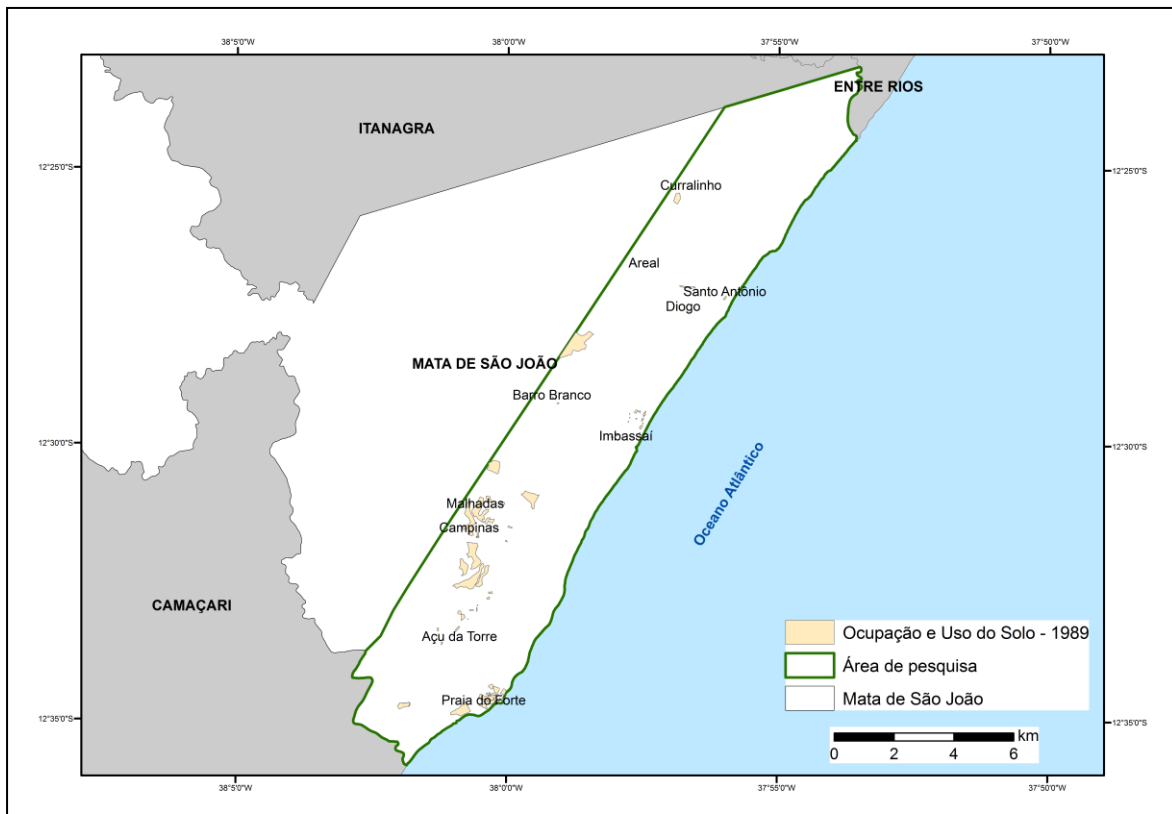 38°5'0"W
38°0'0"W
37°55'0"W
37°50'0"W
ENTRE RIOS
ITANAGRA
12°25'0"S
12°25'0"S
Curralinho
Areal
Santo Antônio
Diogo
MATA DE SÃO JOÃO
Barro Branco
Imbassaí
12°30'0"S
12°30'0"S
Oceano Atlântico
Malhadas
Campinas
CAMAÇARI
Açu da Torre
Praia do Forte
Ocupação e Uso do Solo - 1989
Área de pesquisa
Mata de São João
km
0 2 4 6
12°35'0"S
12°35'0"S
38°5'0"W
38°0'0"W
37°55'0"W
37°50'0"W